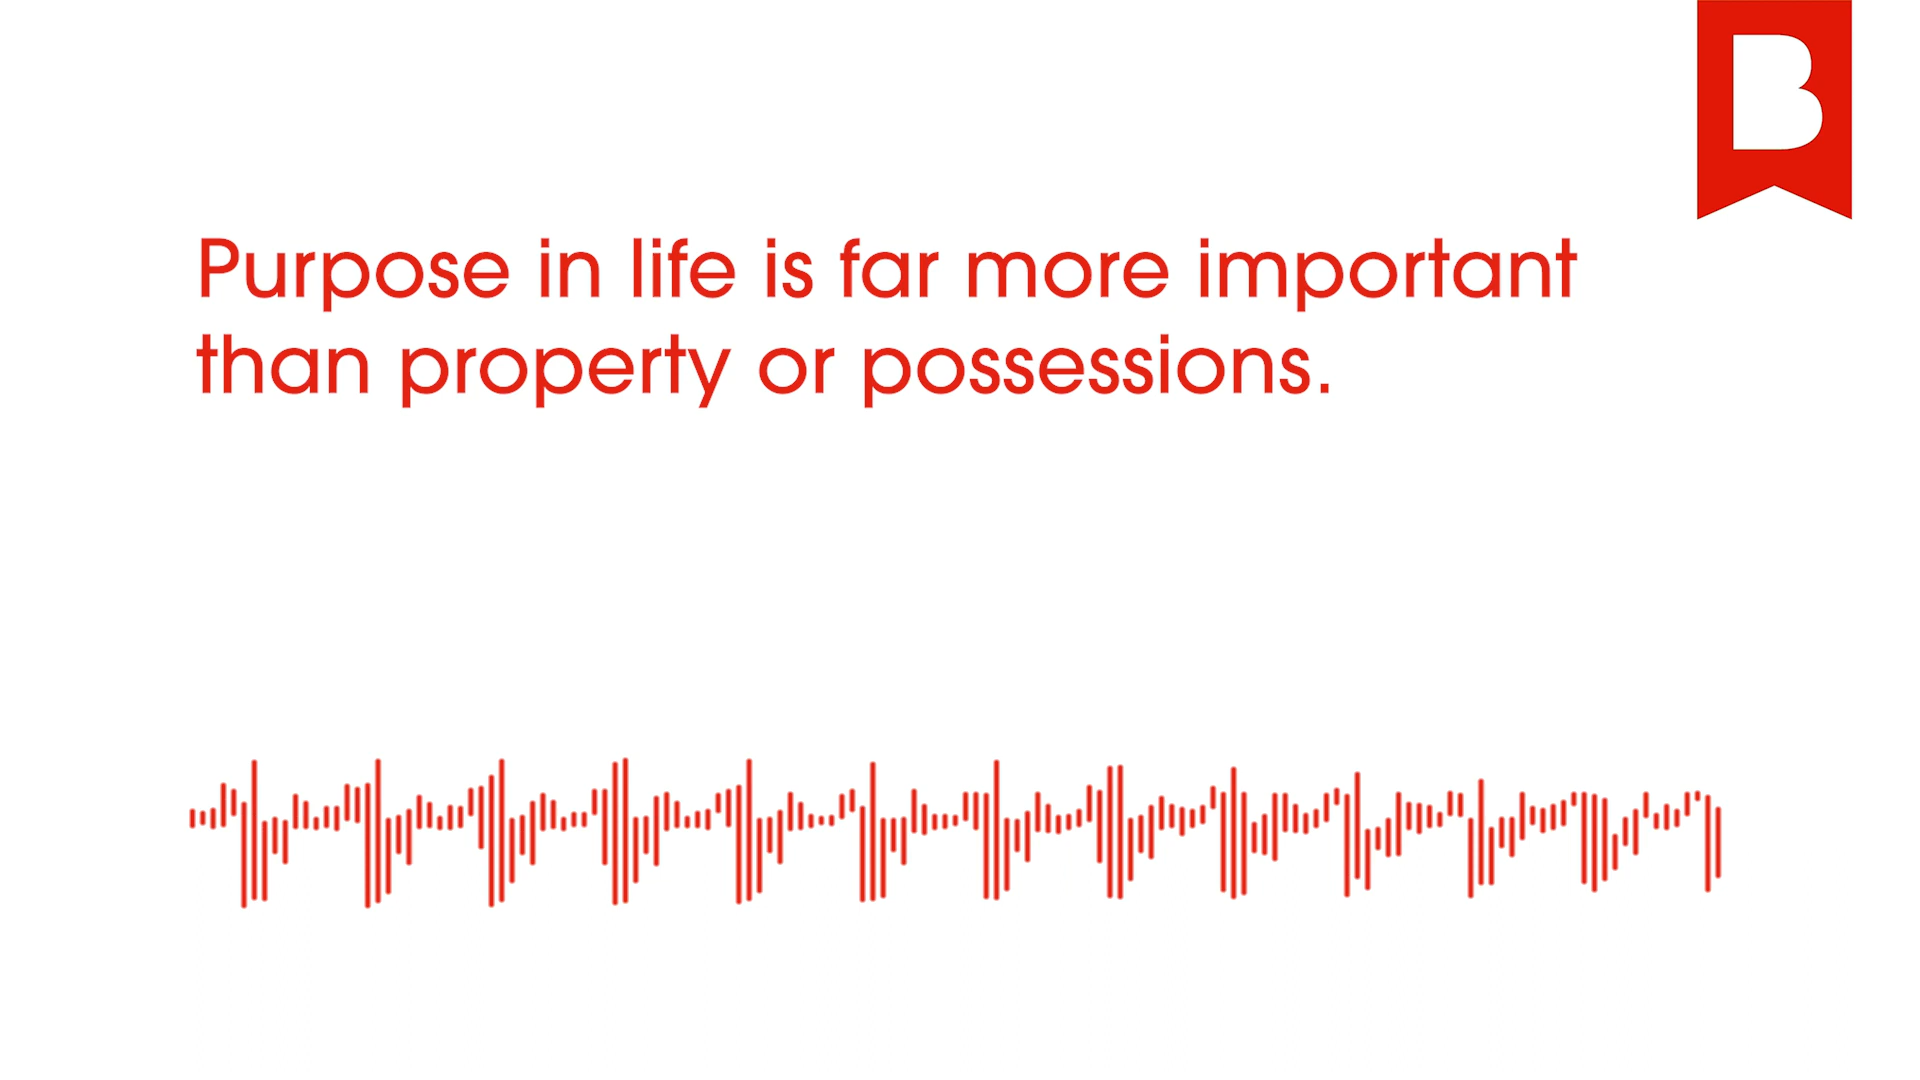 B
Purpose in life is far more important
than property or possessions.